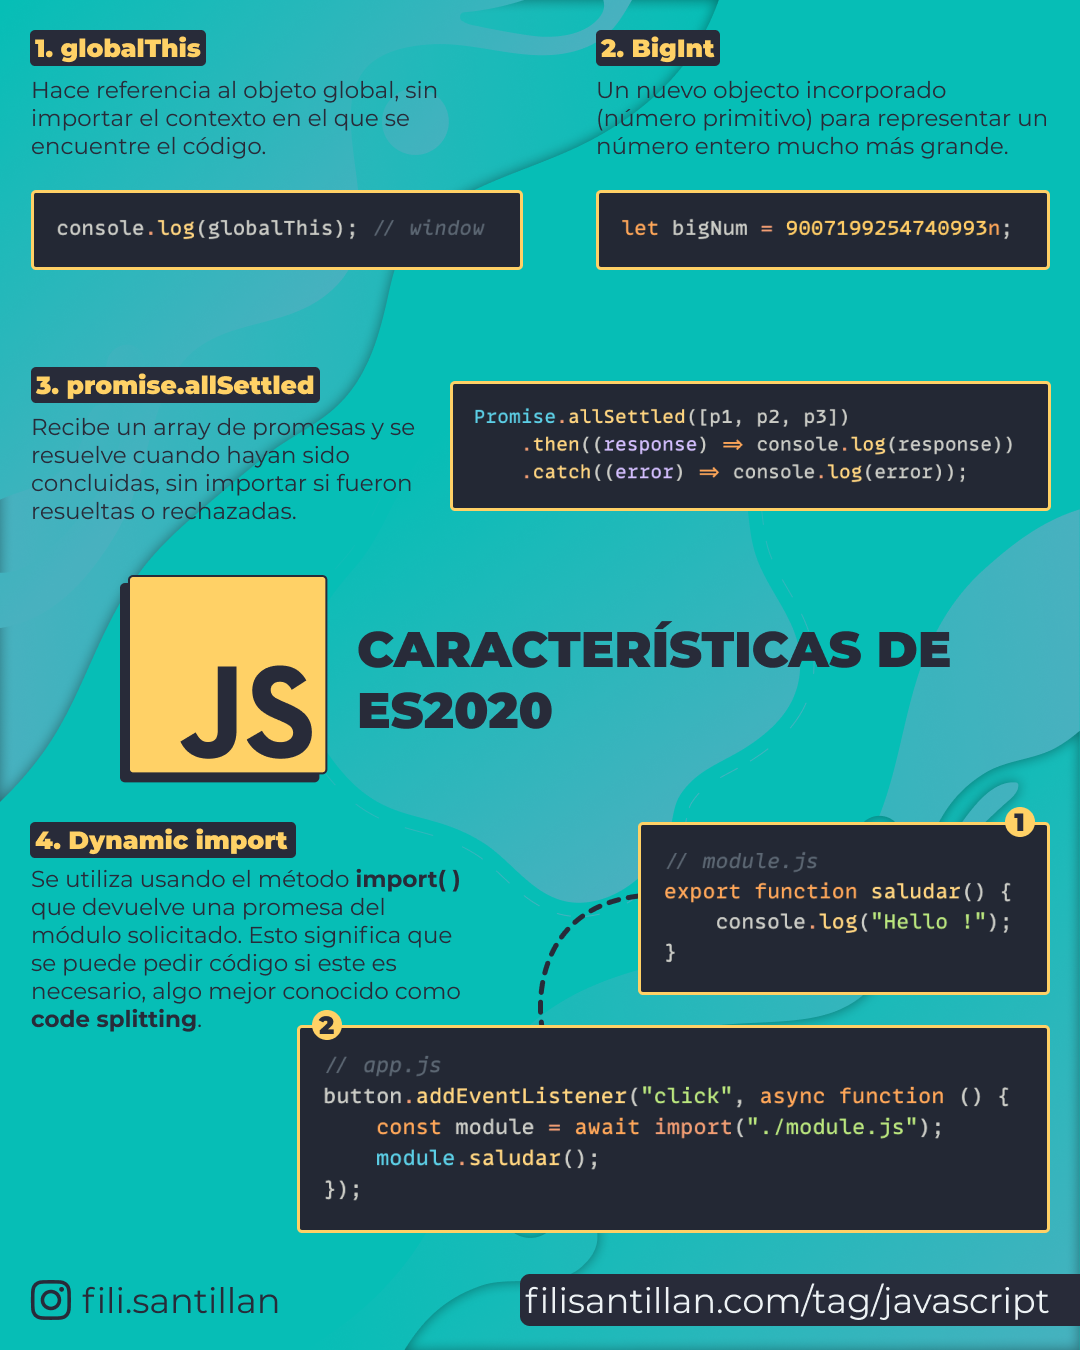 1. globalThis
Hace referencia al objeto global, sin
importar el contexto en el que se
encuentre el código.
console.log(globalThis); // window
2. BigInt
Un nuevo objecto incorporado
(número primitivo) para representar un
número entero mucho más grande.
let bigNum = 9007199254740993n;
3. promise.allSettled
Recibe un array de promesas y se
resuelve cuando hayan sido
concluidas, sin importar si fueron
resueltas o rechazadas.
Promise.allSettled([p1, p2, p3])
.then((response) => console.log(response))
.catch((error) => console.log(error));
JS
CARACTERÍSTICAS DE
ES2020
4. Dynamic import
Se utiliza usando el método import( )
que devuelve una promesa del
módulo solicitado. Esto significa que
se puede pedir código si este es
necesario, algo mejor conocido como
code splitting.
1
// module.js
export function saludar() {
console.log("Hello !");
}
2
// app.js
button.addEventListener("click", async function () {
const module = await import("./module.js");
module.saludar();
});
fili.santillan
filisantillan.com/tag/javascript